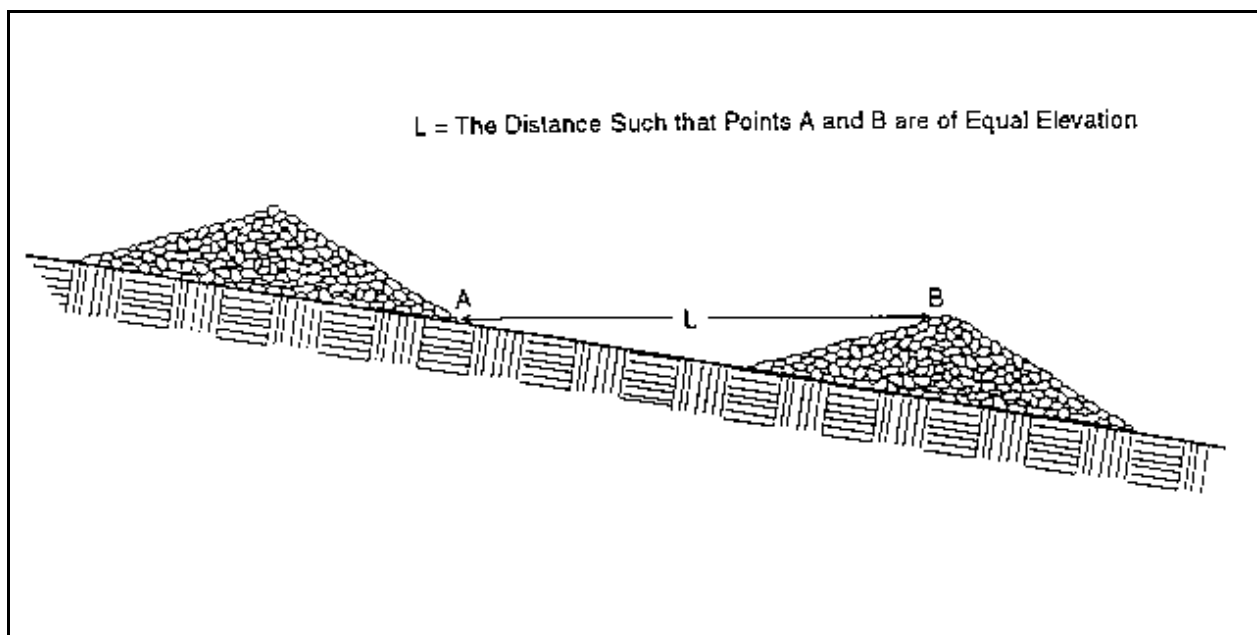 L = The Distance Such that Points A and B are of Equal Elevation
A
B
L